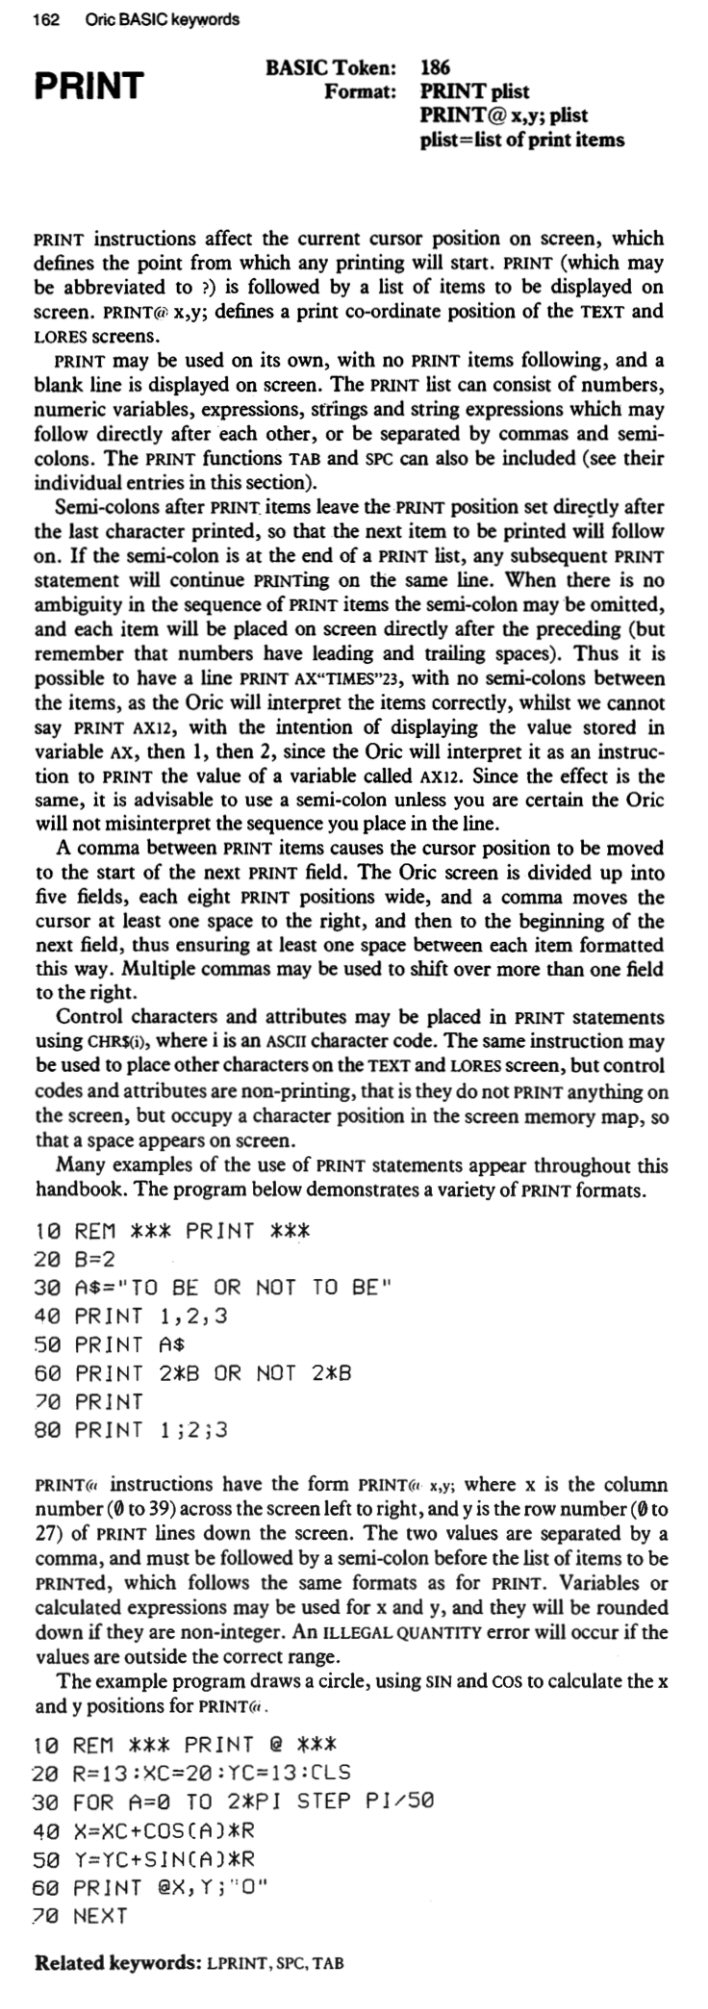 162 Oric BASIC keywords
PRINT
BASIC Token: 186
Format: PRINT plist
PRINT@ x,y; plist
plist=list of print items
PRINT instructions affect the current cursor position on screen, which
defines the point from which any printing will start. PRINT (which may
be abbreviated to ?) is followed by a list of items to be displayed on
screen. PRINT@ x,y; defines a print co-ordinate position of the TEXT and
LORES screens.
PRINT may be used on its own, with no PRINT items following, and a
blank line is displayed on screen. The PRINT list can consist of numbers,
numeric variables, expressions, strings and string expressions which may
follow directly after each other, or be separated by commas and semi-
colons. The PRINT functions TAB and SPC can also be included (see their
individual entries in this section).
Semi-colons after PRINT items leave the PRINT position set directly after
the last character printed, so that the next item to be printed will follow
on. If the semi-colon is at the end of a PRINT list, any subsequent PRINT
statement will continue PRINTing on the same line. When there is no
ambiguity in the sequence of PRINT items the semi-colon may be omitted,
and each item will be placed on screen directly after the preceding (but
remember that numbers have leading and trailing spaces). Thus it is
possible to have a line PRINT AX“TIMES”23, with no semi-colons between
the items, as the Oric will interpret the items correctly, whilst we cannot
say PRINT AX12, with the intention of displaying the value stored in
variable AX, then 1, then 2, since the Oric will interpret it as an instruc-
tion to PRINT the value of a variable called AX12. Since the effect is the
same, it is advisable to use a semi-colon unless you are certain the Oric
will not misinterpret the sequence you place in the line.
A comma between PRINT items causes the cursor position to be moved
to the start of the next PRINT field. The Oric screen is divided up into
five fields, each eight PRINT positions wide, and a comma moves the
cursor at least one space to the right, and then to the beginning of the
next field, thus ensuring at least one space between each item formatted
this way. Multiple commas may be used to shift over more than one field
to the right.
Control characters and attributes may be placed in PRINT statements
using CHR$(i), where i is an ASCII character code. The same instruction may
be used to place other characters on the TEXT and LORES screen, but control
codes and attributes are non-printing, that is they do not PRINT anything on
the screen, but occupy a character position in the screen memory map, so
that a space appears on screen.
Many examples of the use of PRINT statements appear throughout this
handbook. The program below demonstrates a variety of PRINT formats.
10 REM *** PRINT ***
20 B=2
30 A$="TO BE OR NOT TO BE"
40 PRINT 1,2,3
50 PRINT A$
60 PRINT 2*B OR NOT 2*B
70 PRINT
80 PRINT 1;2;3
PRINT@ instructions have the form PRINT@ x,y; where x is the column
number (0 to 39) across the screen left to right, and y is the row number (0 to
27) of PRINT lines down the screen. The two values are separated by a
comma, and must be followed by a semi-colon before the list of items to be
PRINTed, which follows the same formats as for PRINT. Variables or
calculated expressions may be used for x and y, and they will be rounded
down if they are non-integer. An ILLEGAL QUANTITY error will occur if the
values are outside the correct range.
The example program draws a circle, using SIN and COS to calculate the x
and y positions for PRINT@.
10 REM *** PRINT @ ***
20 R=13:XC=20:YC=13:CLS
30 FOR A=0 TO 2*PI STEP PI/50
40 X=XC+COS(A)*R
50 Y=YC+SIN(A)*R
60 PRINT @X,Y;"O"
70 NEXT
Related keywords: LPRINT, SPC, TAB